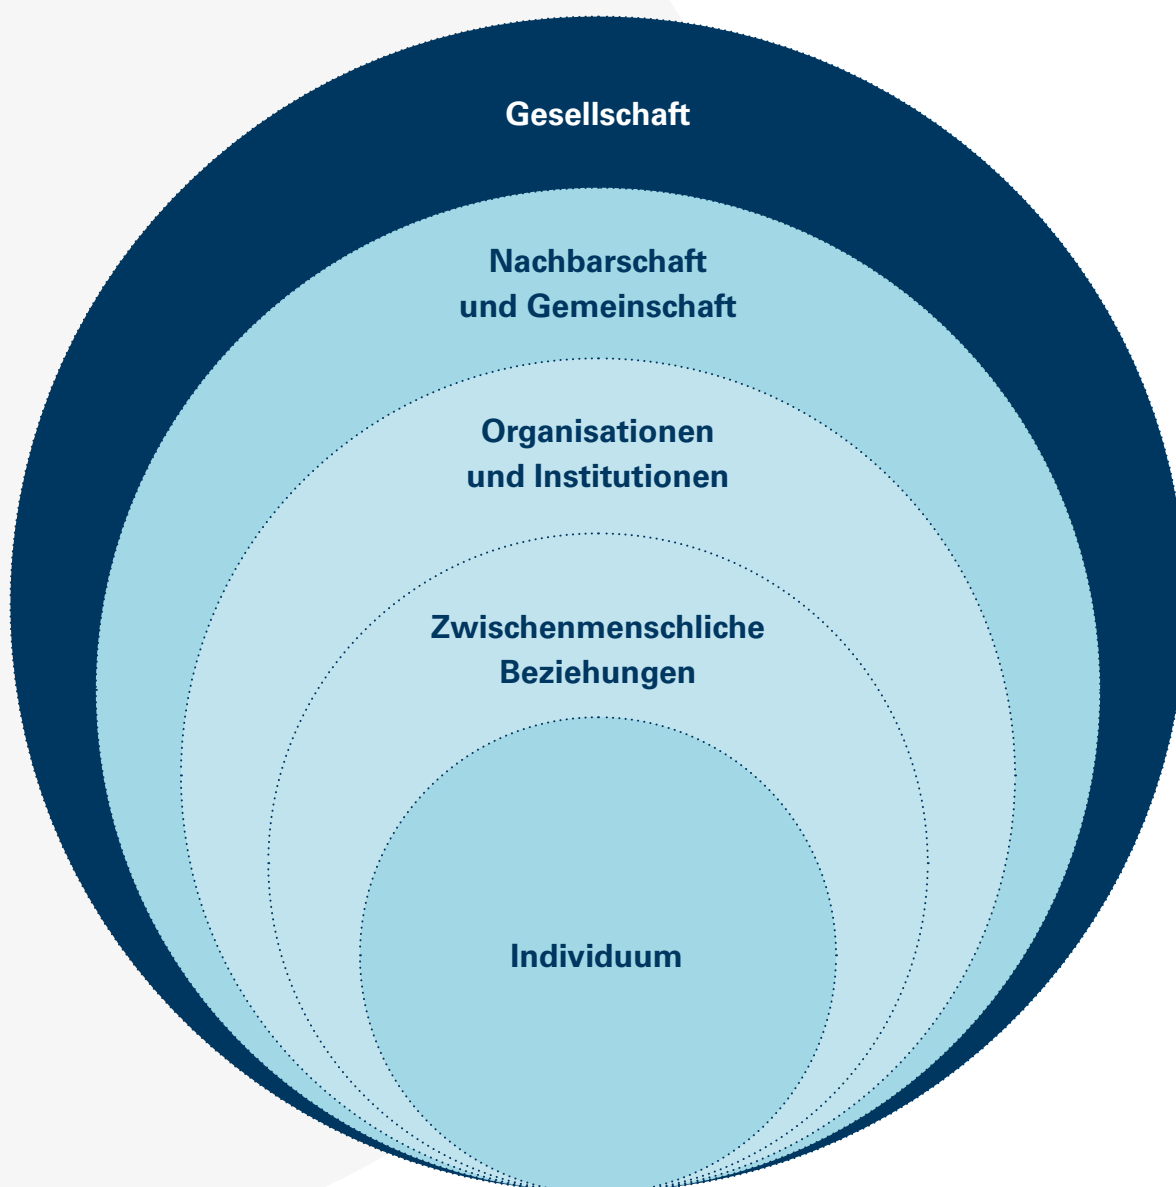 Gesellschaft
Nachbarschaft
und Gemeinschaft
Organisationen
und Institutionen
Zwischenmenschliche
Beziehungen
Individuum